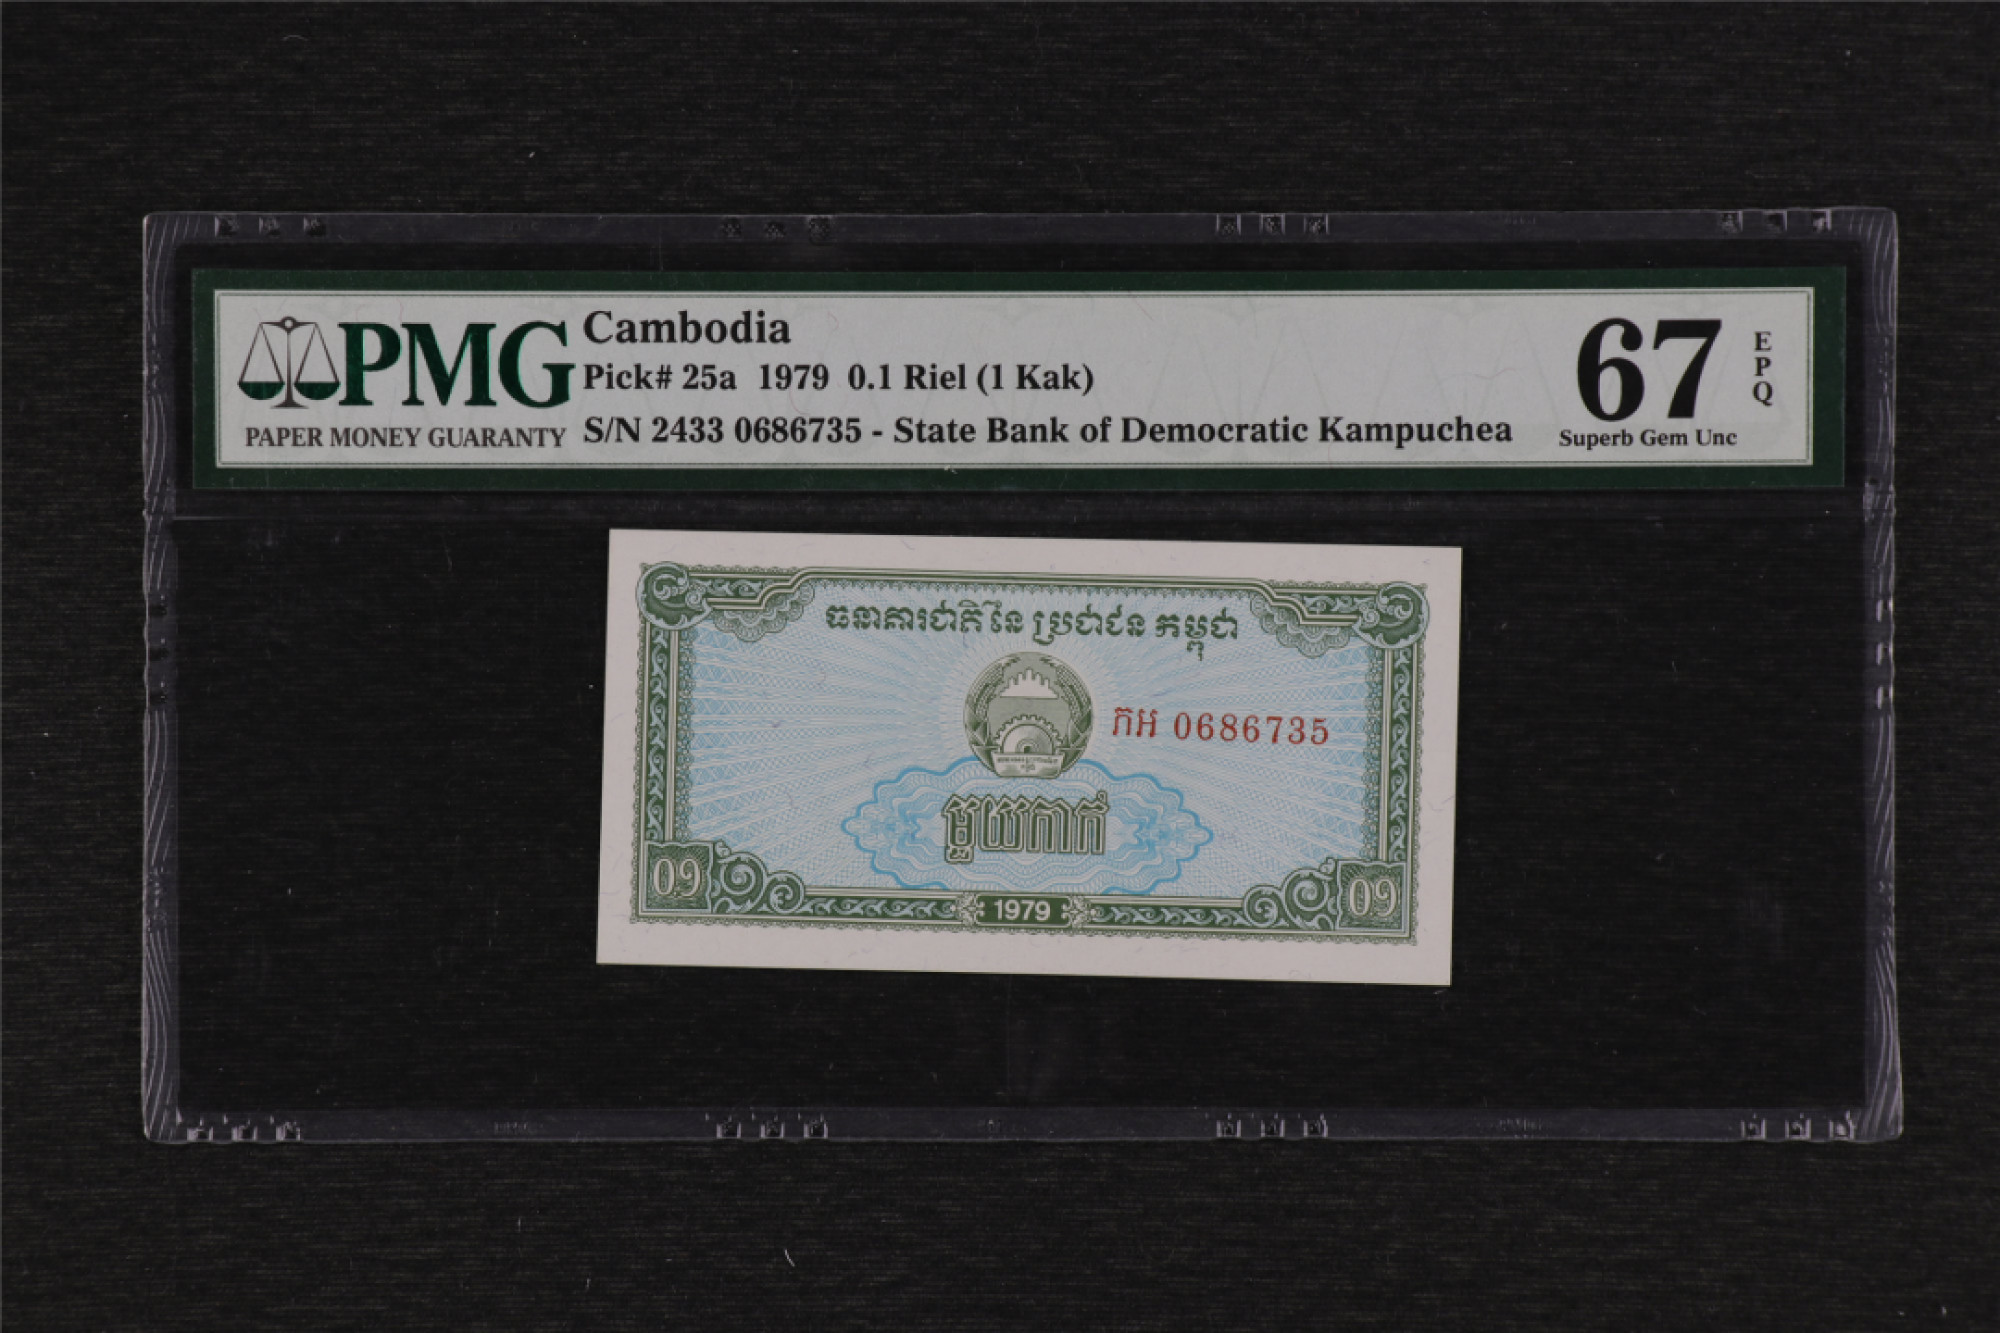 PMG
PAPER MONEY GUARANTY
Cambodia
Pick# 25a 1979 0.1 Riel (1 Kak)
S/N 2433 0686735 - State Bank of Democratic Kampuchea
67
EPQ
Superb Gem Unc
ធនាគារជាតិ នៃ ប្រជាជន កម្ពុជា
កអ 0686735
មួយកាក់
០១ ០១
1979